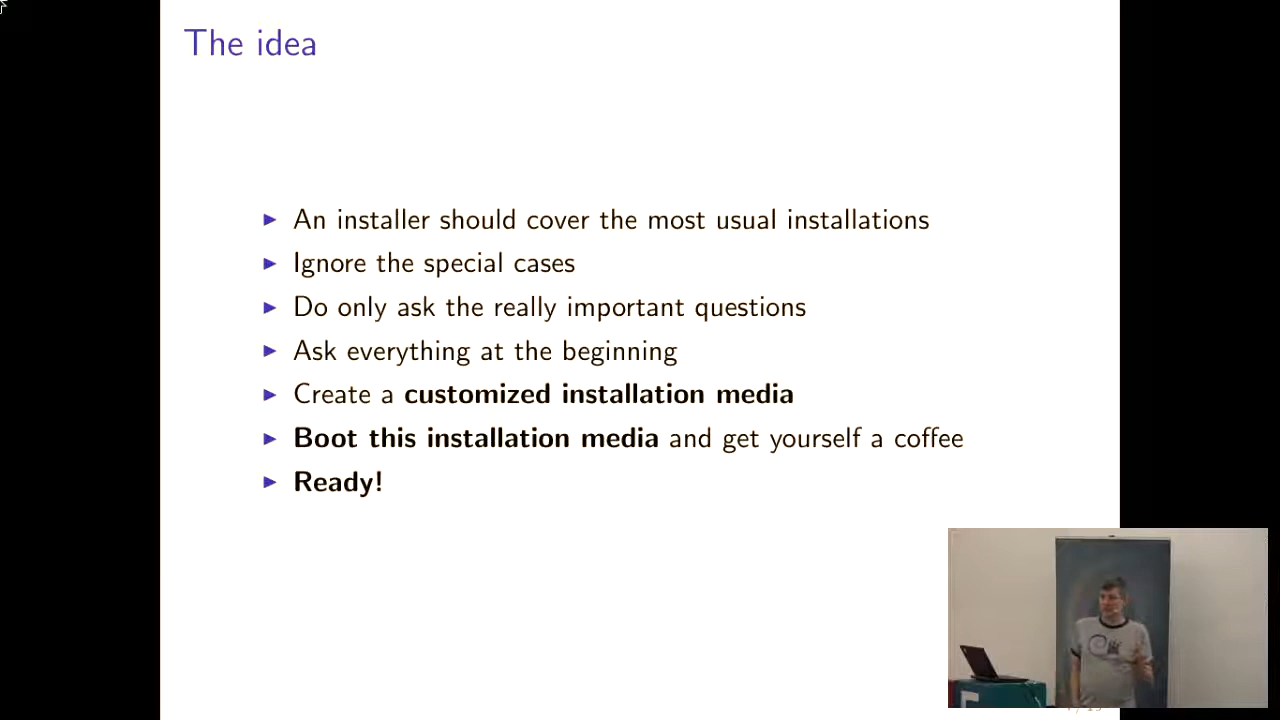 The idea
An installer should cover the most usual installations
Ignore the special cases
Do only ask the really important questions
Ask everything at the beginning
Create a customized installation media
Boot this installation media and get yourself a coffee
Ready!